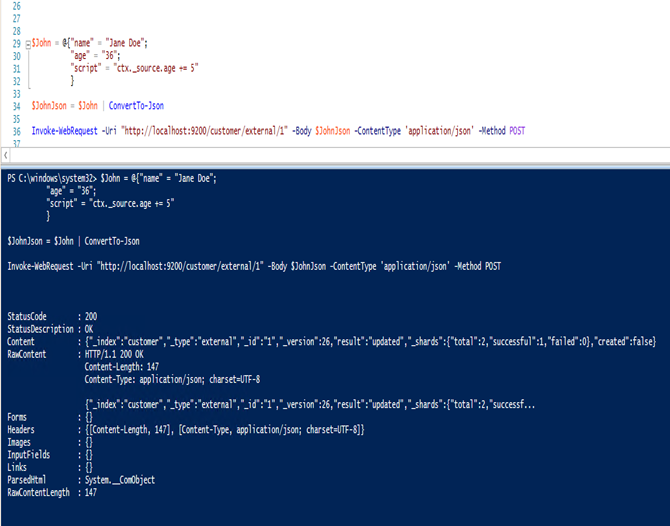 26
27
28
29 $John = @{"name" = "Jane Doe";
30 "age" = "36";
31 "script" = "ctx._source.age += 5"
32 }
33
34 $JohnJson = $John | ConvertTo-Json
35
36 Invoke-WebRequest -Uri "http://localhost:9200/customer/external/1" -Body $JohnJson -ContentType 'application/json' -Method POST
37
PS C:\windows\system32> $John = @{"name" = "Jane Doe";
"age" = "36";
"script" = "ctx._source.age += 5"
}
$JohnJson = $John | ConvertTo-Json
Invoke-WebRequest -Uri "http://localhost:9200/customer/external/1" -Body $JohnJson -ContentType 'application/json' -Method POST
StatusCode : 200
StatusDescription : OK
Content : {"_index":"customer","_type":"external","_id":"1","_version":26,"result":"updated","_shards":{"total":2,"successful":1,"failed":0},"created":false}
RawContent : HTTP/1.1 200 OK
Content-Length: 147
Content-Type: application/json; charset=UTF-8
{"_index":"customer","_type":"external","_id":"1","_version":26,"result":"updated","_shards":{"total":2,"successf...
Forms : {}
Headers : {[Content-Length, 147], [Content-Type, application/json; charset=UTF-8]}
Images : {}
InputFields : {}
Links : {}
ParsedHtml : System.__ComObject
RawContentLength : 147